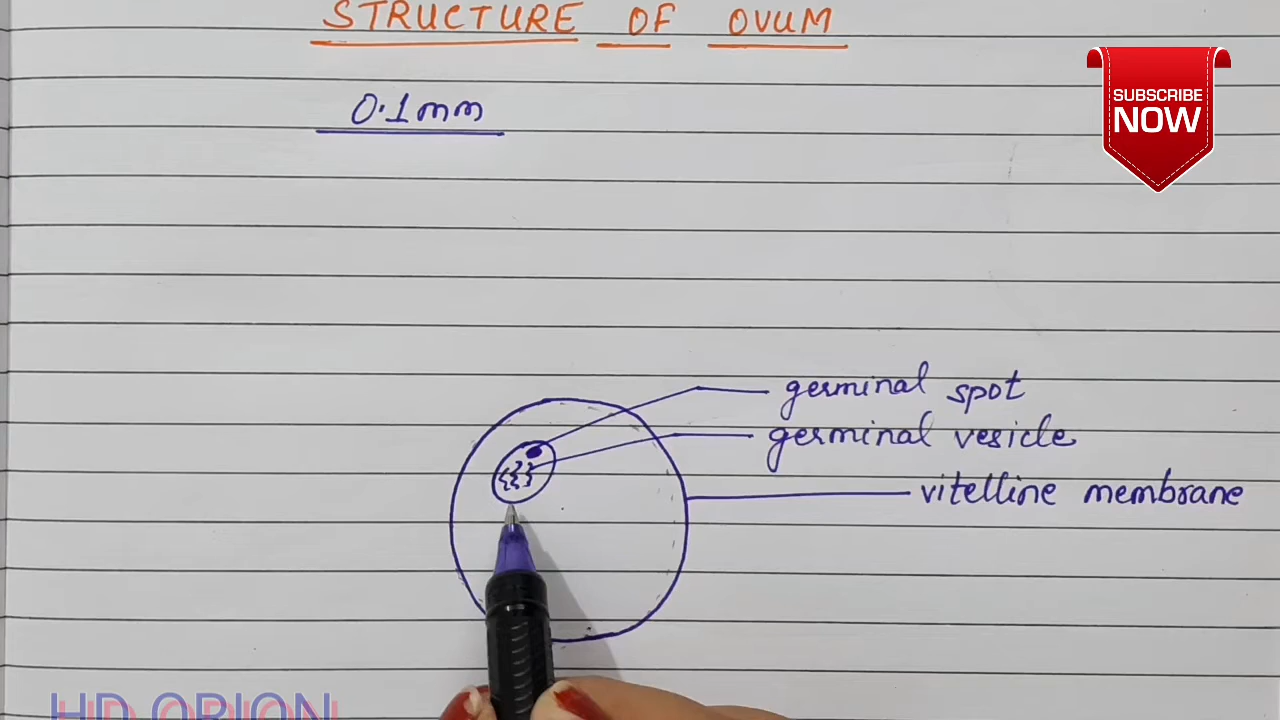 STRUCTURE OF OVUM
SUBSCRIBE
NOW
0.1mm
germinal spot
germinal vesicle
vitelline membrane
HD ORION